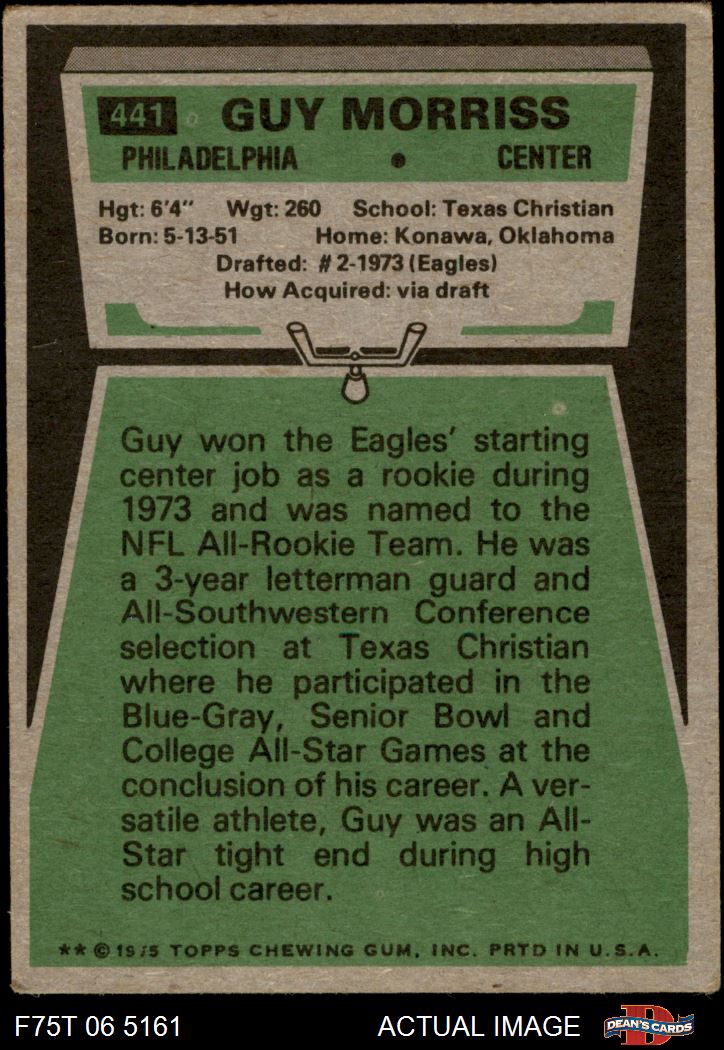 441 GUY MORRISS
PHILADELPHIA • CENTER
Hgt: 6'4" Wgt: 260 School: Texas Christian
Born: 5-13-51 Home: Konawa, Oklahoma
Drafted: #2-1973 (Eagles)
How Acquired: via draft
Guy won the Eagles' starting
center job as a rookie during
1973 and was named to the
NFL All-Rookie Team. He was
a 3-year letterman guard and
All-Southwestern Conference
selection at Texas Christian
where he participated in the
Blue-Gray, Senior Bowl and
College All-Star Games at the
conclusion of his career. A ver-
satile athlete, Guy was an All-
Star tight end during high
school career.
** © 1975 TOPPS CHEWING GUM, INC. PRTD IN U.S.A.
F75T 06 5161 ACTUAL IMAGE DEAN'S CARDS